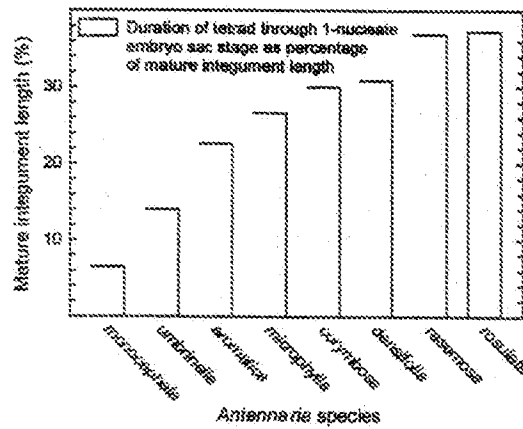 Duration of tetrad through 1-nucleate
embryo sac stage as percentage
of mature integument length
Mature integument length (%)
30
20
10
monocephala
umbrinella
aromatica
microphylla
corymbosa
densifolia
racemosa
rosulata
Antennaria species